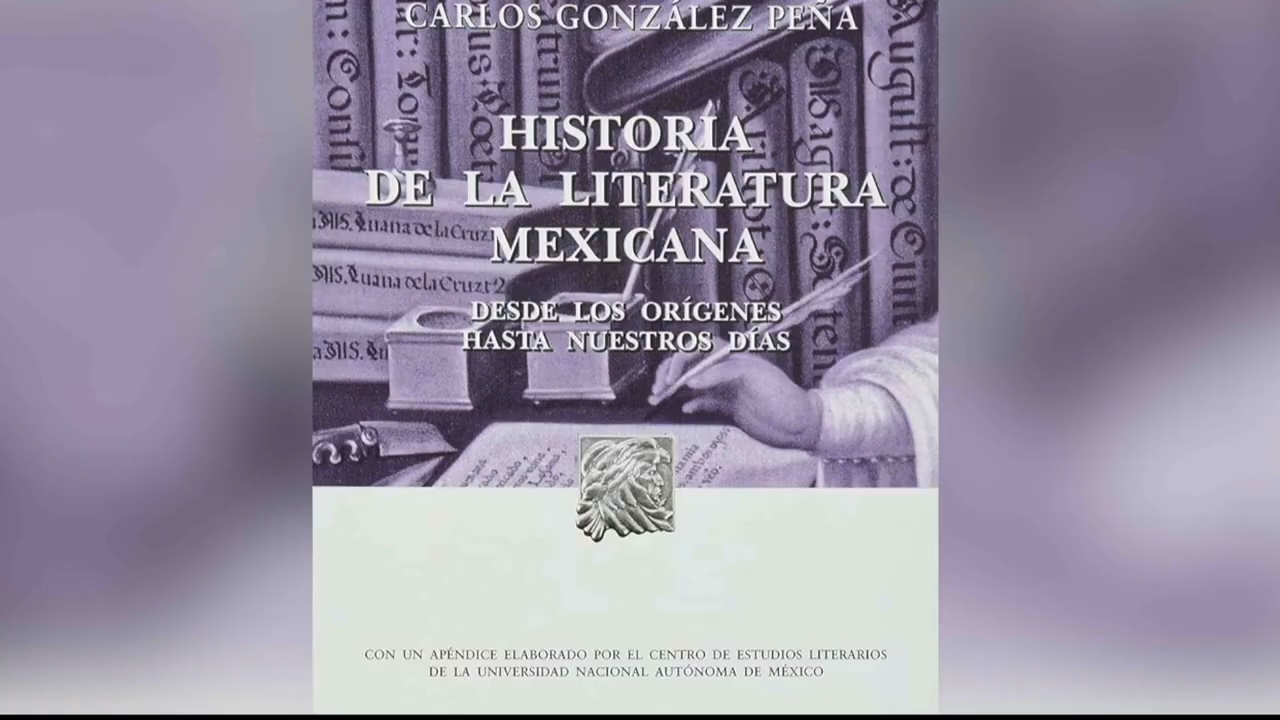 CARLOS GONZÁLEZ PEÑA
HISTORIA
DE LA LITERATURA
MEXICANA
DESDE LOS ORÍGENES
HASTA NUESTROS DÍAS
CON UN APÉNDICE ELABORADO POR EL CENTRO DE ESTUDIOS LITERARIOS
DE LA UNIVERSIDAD NACIONAL AUTÓNOMA DE MÉXICO